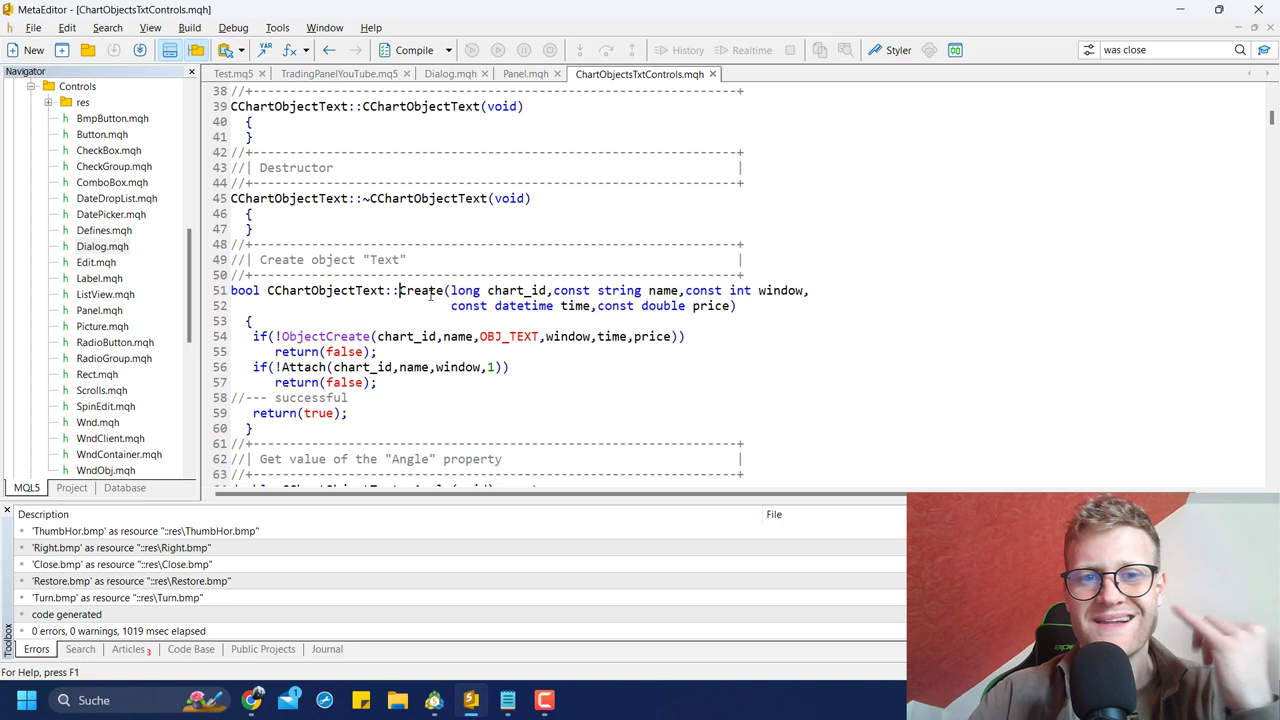 MetaEditor - [ChartObjectsTxtControls.mqh]
File Edit Search View Build Debug Tools Window Help
New Compile History Realtime Styler was close
Navigator
Test.mq5 TradingPanelYouTube.mq5 Dialog.mqh Panel.mqh ChartObjectsTxtControls.mqh
Controls
res
BmpButton.mqh
Button.mqh
CheckBox.mqh
CheckGroup.mqh
ComboBox.mqh
DateDropList.mqh
DatePicker.mqh
Defines.mqh
Dialog.mqh
Edit.mqh
Label.mqh
ListView.mqh
Panel.mqh
Picture.mqh
RadioButton.mqh
RadioGroup.mqh
Rect.mqh
Scrolls.mqh
SpinEdit.mqh
Wnd.mqh
WndClient.mqh
WndContainer.mqh
WndObj.mqh
MQL5 Project Database
38 //+------------------------------------------------------------------+
39 CChartObjectText::CChartObjectText(void)
40 {
41 }
42 //+------------------------------------------------------------------+
43 //| Destructor |
44 //+------------------------------------------------------------------+
45 CChartObjectText::~CChartObjectText(void)
46 {
47 }
48 //+------------------------------------------------------------------+
49 //| Create object "Text" |
50 //+------------------------------------------------------------------+
51 bool CChartObjectText::Create(long chart_id,const string name,const int window,
52 const datetime time,const double price)
53 {
54 if(!ObjectCreate(chart_id,name,OBJ_TEXT,window,time,price))
55 return(false);
56 if(!Attach(chart_id,name,window,1))
57 return(false);
58 //--- successful
59 return(true);
60 }
61 //+------------------------------------------------------------------+
62 //| Get value of the "Angle" property |
63 //+------------------------------------------------------------------+
Description File
'ThumbHor.bmp' as resource "::res\ThumbHor.bmp"
'Right.bmp' as resource "::res\Right.bmp"
'Close.bmp' as resource "::res\Close.bmp"
'Restore.bmp' as resource "::res\Restore.bmp"
'Turn.bmp' as resource "::res\Turn.bmp"
code generated
0 errors, 0 warnings, 1019 msec elapsed
Toolbox
Errors Search Articles 3 Code Base Public Projects Journal
For Help, press F1
Suche